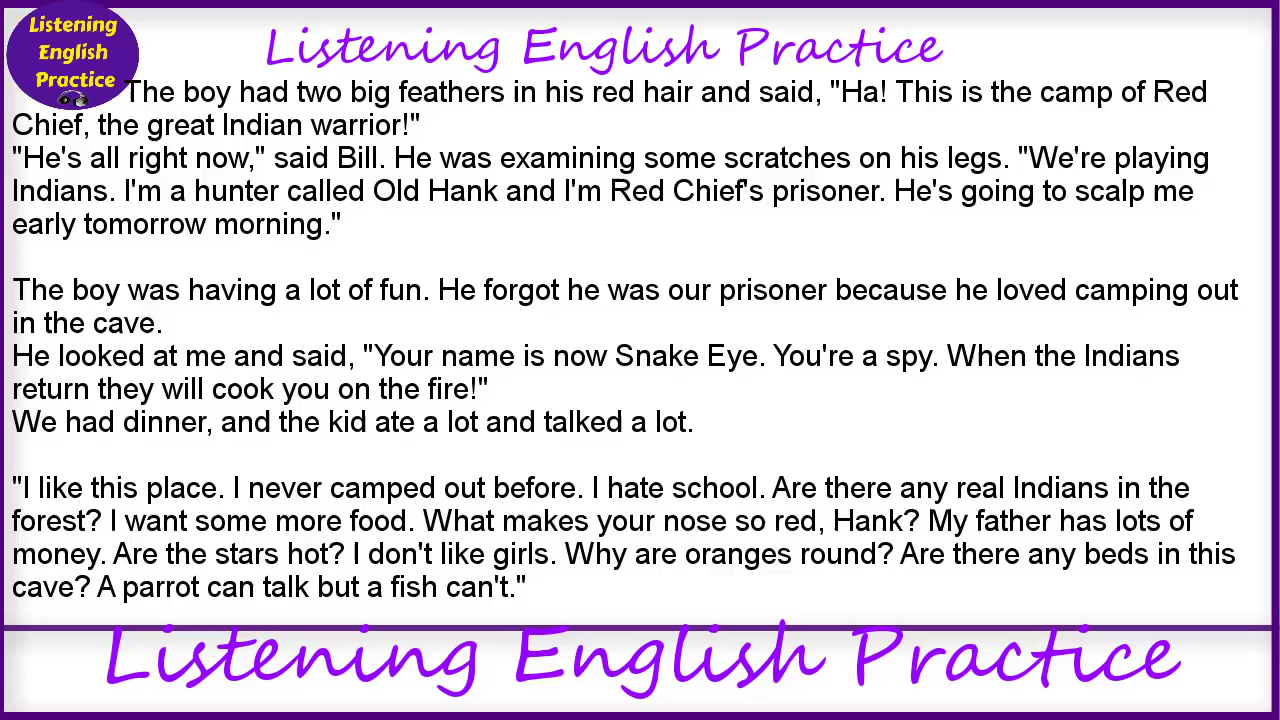 Listening
English
Practice
Listening English Practice
The boy had two big feathers in his red hair and said, "Ha! This is the camp of Red
Chief, the great Indian warrior!"
"He's all right now," said Bill. He was examining some scratches on his legs. "We're playing
Indians. I'm a hunter called Old Hank and I'm Red Chief's prisoner. He's going to scalp me
early tomorrow morning."
The boy was having a lot of fun. He forgot he was our prisoner because he loved camping out
in the cave.
He looked at me and said, "Your name is now Snake Eye. You're a spy. When the Indians
return they will cook you on the fire!"
We had dinner, and the kid ate a lot and talked a lot.
"I like this place. I never camped out before. I hate school. Are there any real Indians in the
forest? I want some more food. What makes your nose so red, Hank? My father has lots of
money. Are the stars hot? I don't like girls. Why are oranges round? Are there any beds in this
cave? A parrot can talk but a fish can't."
Listening English Practice